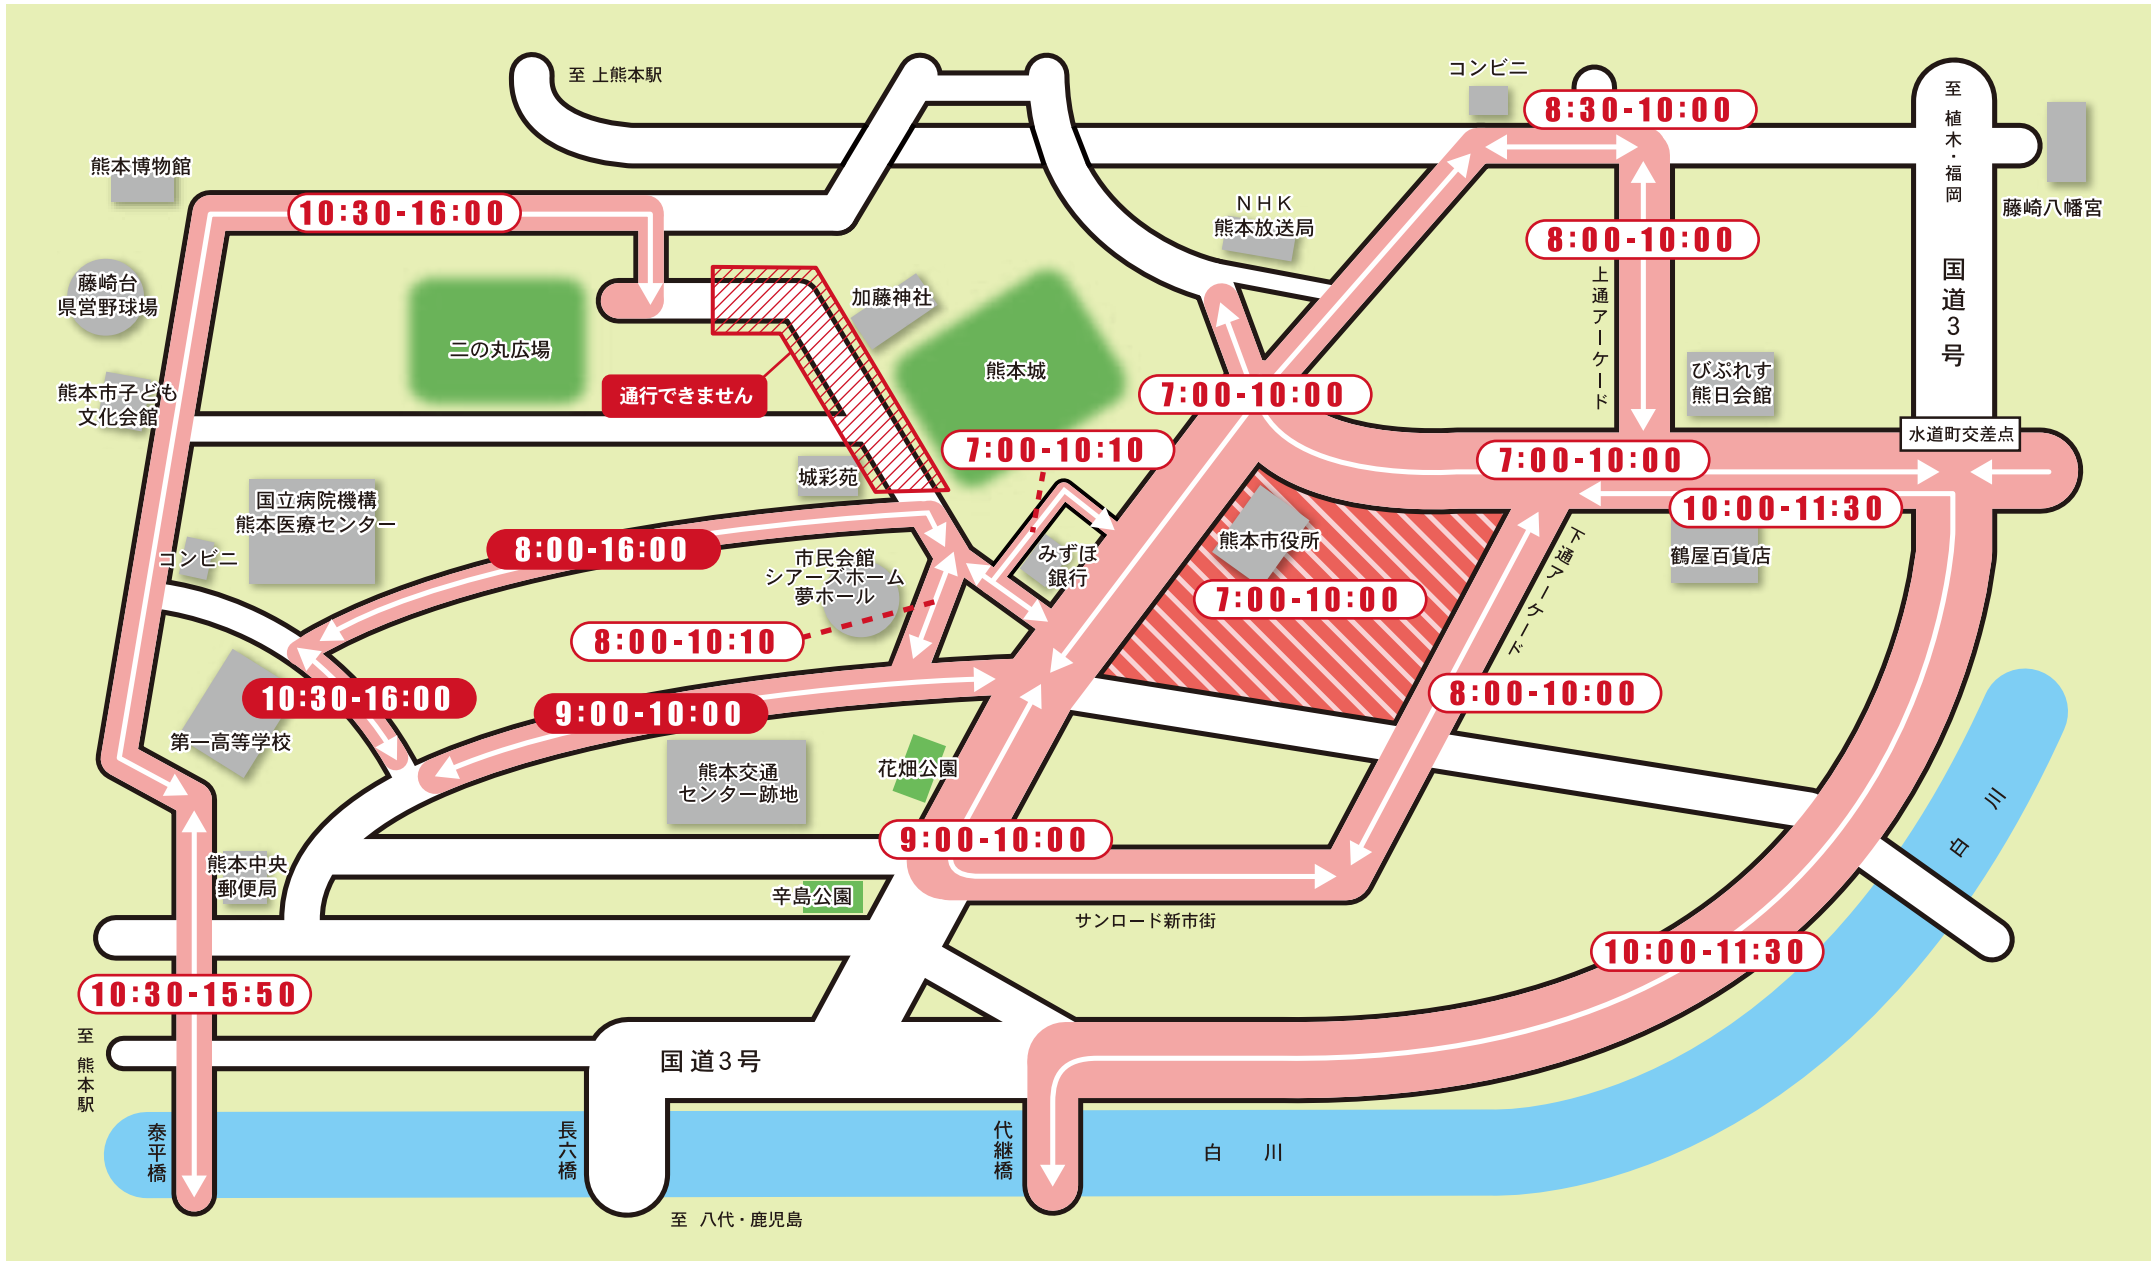 至 上熊本駅
コンビニ
8:30-10:00
至 植木・福岡
熊本博物館
藤崎八幡宮
10:30-16:00
NHK
熊本放送局
8:00-10:00
上通アーケード
国道3号
藤崎台
県営野球場
加藤神社
二の丸広場
熊本城
通行できません
熊本市子ども
文化会館
7:00-10:00
びぷれす
熊日会館
水道町交差点
7:00-10:10
7:00-10:00
城彩苑
国立病院機構
熊本医療センター
10:00-11:30
コンビニ
8:00-16:00
市民会館
シアーズホーム
夢ホール
みずほ
銀行
熊本市役所
下通アーケード
鶴屋百貨店
7:00-10:00
8:00-10:10
10:30-16:00
9:00-10:00
8:00-10:00
第一高等学校
熊本交通
センター跡地
花畑公園
白川
9:00-10:00
熊本中央
郵便局
辛島公園
サンロード新市街
10:00-11:30
10:30-15:50
至 熊本駅
国道3号
泰平橋
長六橋
代継橋
白 川
至 八代・鹿児島